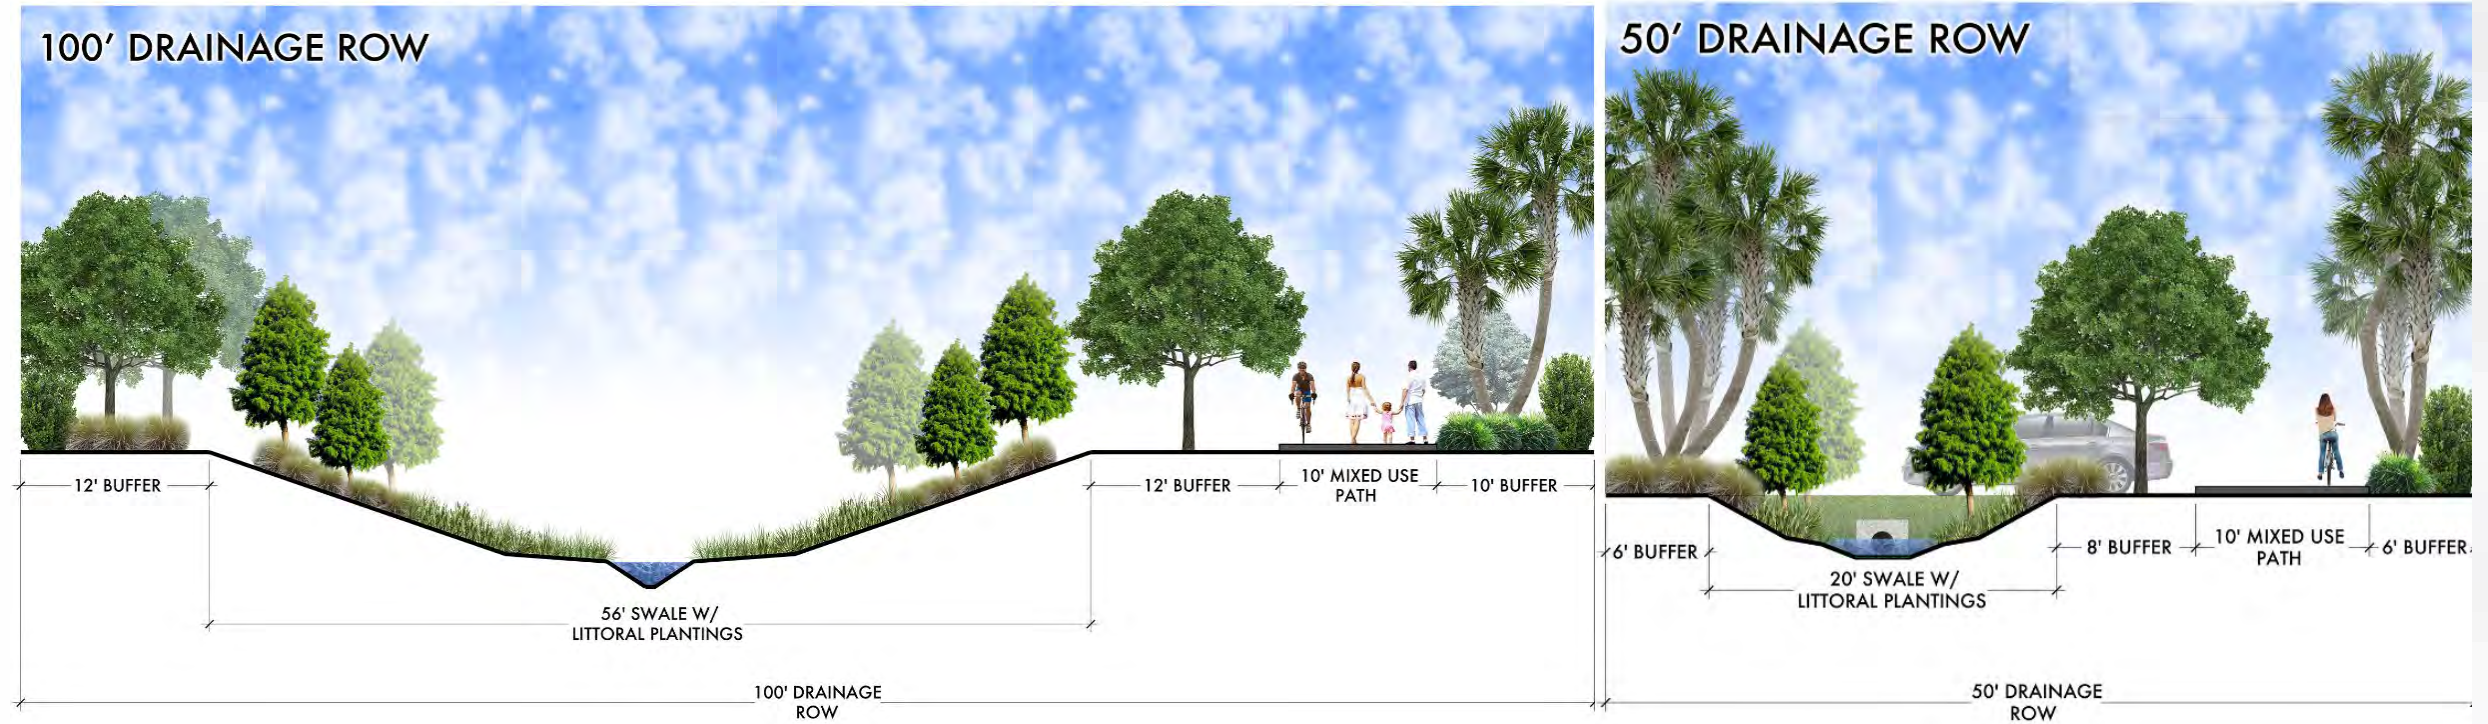 100' DRAINAGE ROW
12' BUFFER
12' BUFFER
10' MIXED USE
PATH
10' BUFFER
56' SWALE W/
LITTORAL PLANTINGS
100' DRAINAGE
ROW
50' DRAINAGE ROW
6' BUFFER
8' BUFFER
10' MIXED USE
PATH
6' BUFFER
20' SWALE W/
LITTORAL PLANTINGS
50' DRAINAGE
ROW